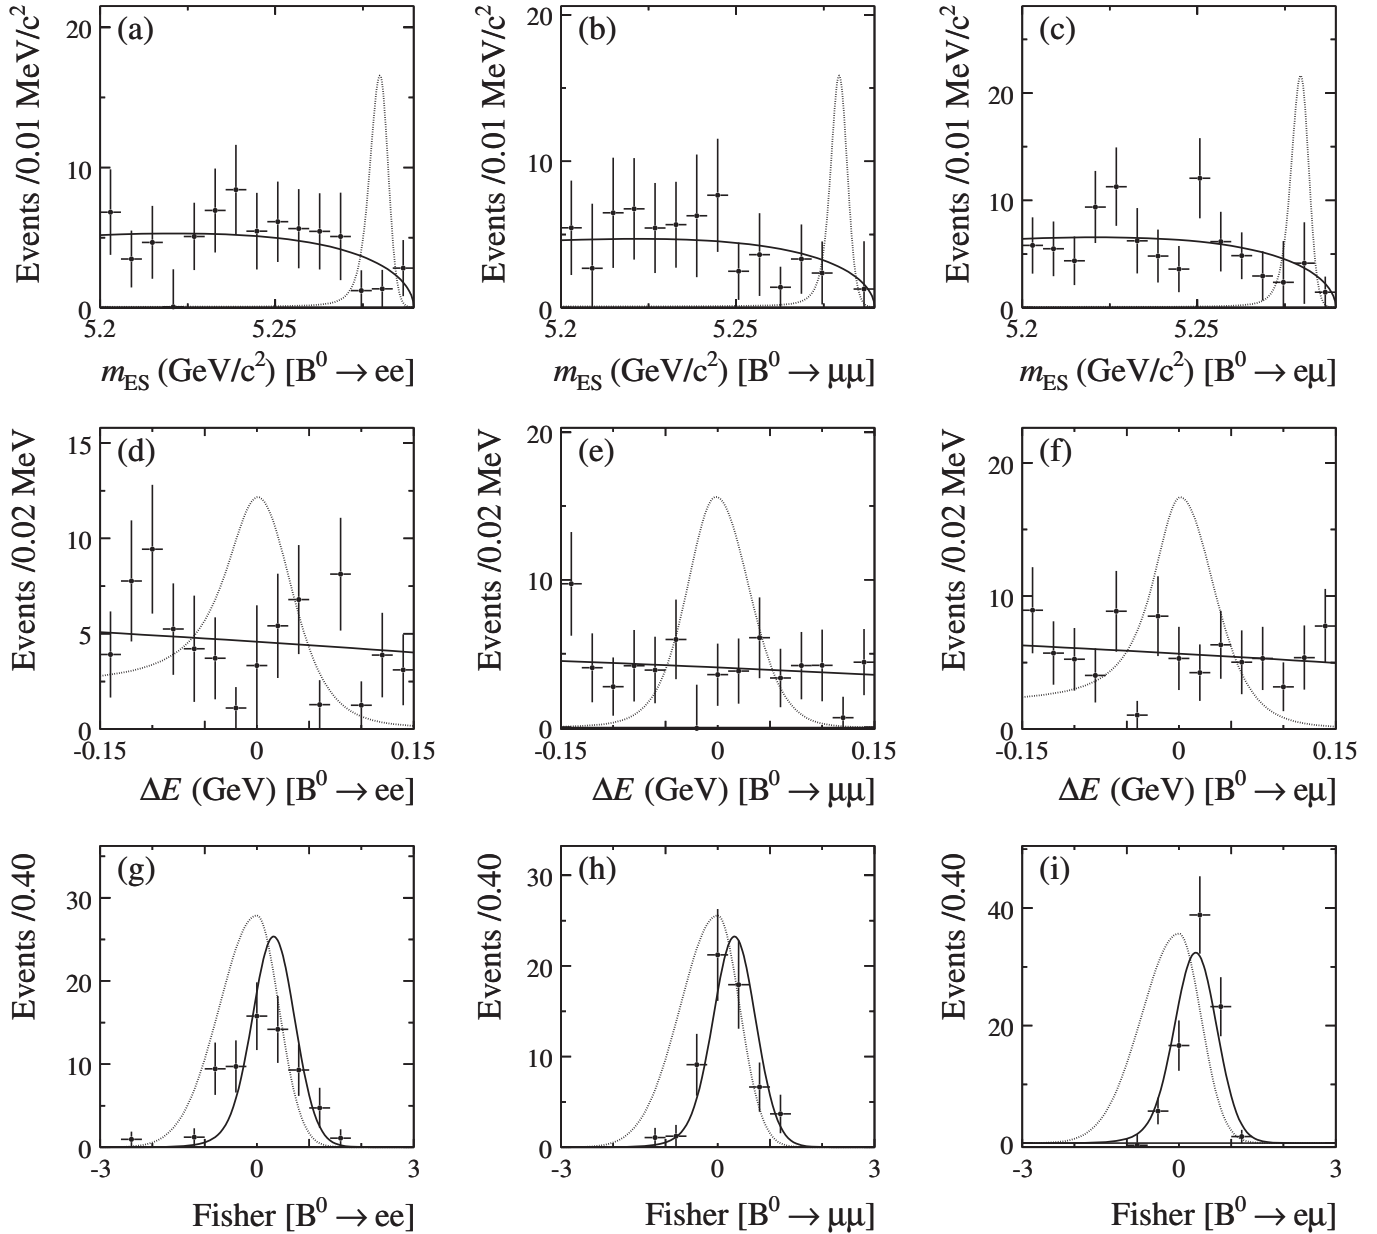 (a)
Events /0.01 MeV/c²
20
10
0
5.2
5.25
m_ES (GeV/c²) [B⁰ → ee]
(b)
Events /0.01 MeV/c²
20
10
0
5.2
5.25
m_ES (GeV/c²) [B⁰ → μμ]
(c)
Events /0.01 MeV/c²
20
10
0
5.2
5.25
m_ES (GeV/c²) [B⁰ → eμ]
(d)
Events /0.02 MeV
15
10
5
0
-0.15
0
0.15
ΔE (GeV) [B⁰ → ee]
(e)
Events /0.02 MeV
20
10
0
-0.15
0
0.15
ΔE (GeV) [B⁰ → μμ]
(f)
Events /0.02 MeV
20
10
0
-0.15
0
0.15
ΔE (GeV) [B⁰ → eμ]
(g)
Events /0.40
30
20
10
0
-3
0
3
Fisher [B⁰ → ee]
(h)
Events /0.40
30
20
10
0
-3
0
3
Fisher [B⁰ → μμ]
(i)
Events /0.40
40
20
0
-3
0
3
Fisher [B⁰ → eμ]